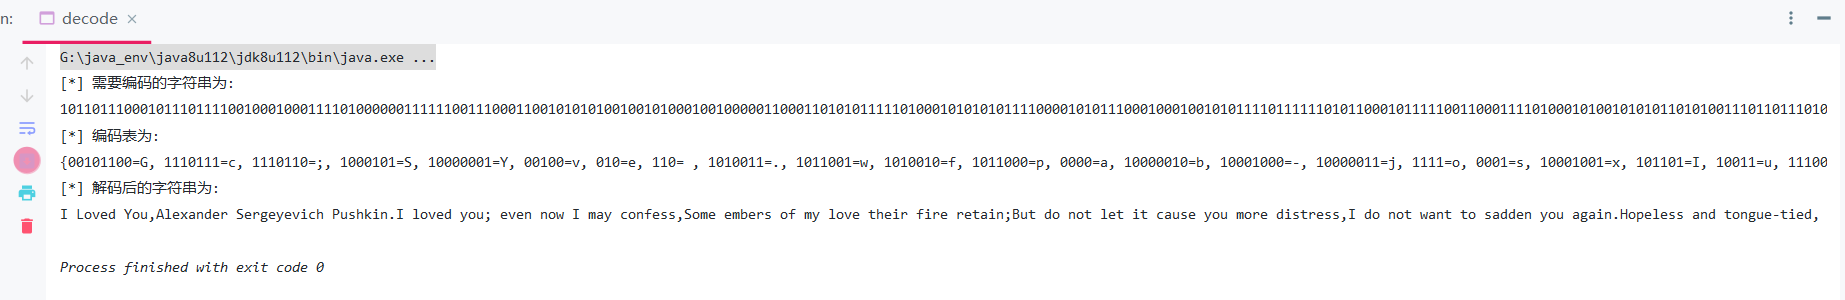 n: decode ×
G:\java_env\java8u112\jdk8u112\bin\java.exe ...
[*] 需要编码的字符串为:
[*] 编码表为:
{00101100=G, 1110111=c, 1110110=;, 1000101=S, 10000001=Y, 00100=v, 010=e, 110= , 1010011=., 1011001=w, 1010010=f, 1011000=p, 0000=a, 10000010=b, 10001000=-, 10000011=j, 1111=o, 0001=s, 10001001=x, 101101=I, 10011=u, 11100
[*] 解码后的字符串为:
I Loved You,Alexander Sergeyevich Pushkin.I loved you; even now I may confess,Some embers of my love their fire retain;But do not let it cause you more distress,I do not want to sadden you again.Hopeless and tongue-tied,
Process finished with exit code 0